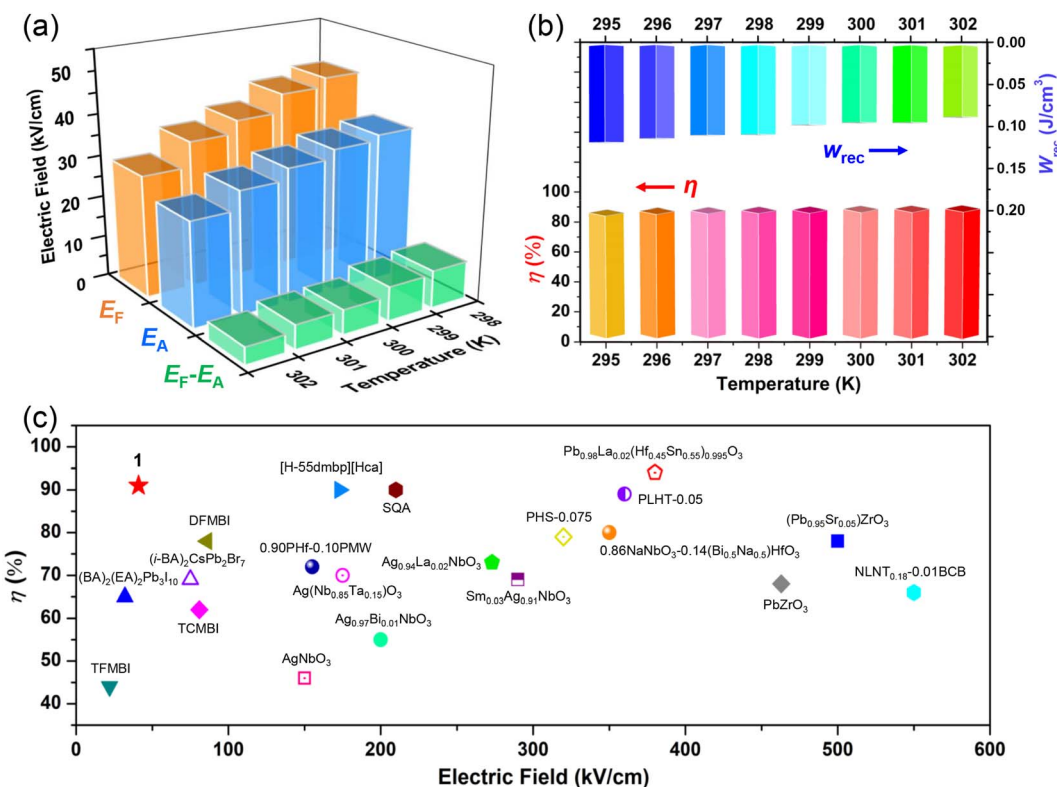 (a)
Electric Field (kV/cm)
50
40
30
20
10
0
E_F
E_A
E_F-E_A
302
301
300
299
298
Temperature (K)
(b)
295 296 297 298 299 300 301 302
0.00
0.05
0.10
0.15
0.20
W_rec (J/cm³)
w_rec
η
100
80
60
40
20
0
η (%)
295 296 297 298 299 300 301 302
Temperature (K)
(c)
100
90
80
70
60
50
40
η (%)
1
[H-55dmbp][Hca]
SQA
Pb₀.₉₈La₀.₀₂(Hf₀.₄₅Sn₀.₅₅)₀.₉₉₅O₃
PLHT-0.05
DFMBI
PHS-0.075
(Pb₀.₉₅Sr₀.₀₅)ZrO₃
(i-BA)₂CsPb₂Br₇
0.90PHf-0.10PMW
Ag₀.₉₄La₀.₀₂NbO₃
0.86NaNbO₃-0.14(Bi₀.₅Na₀.₅)HfO₃
(BA)₂(EA)₂Pb₃I₁₀
Ag(Nb₀.₈₅Ta₀.₁₅)O₃
Sm₀.₀₃Ag₀.₉₁NbO₃
NLNT₀.₁₈-0.01BCB
TCMBI
Ag₀.₉₇Bi₀.₀₁NbO₃
PbZrO₃
TFMBI
AgNbO₃
0 100 200 300 400 500 600
Electric Field (kV/cm)